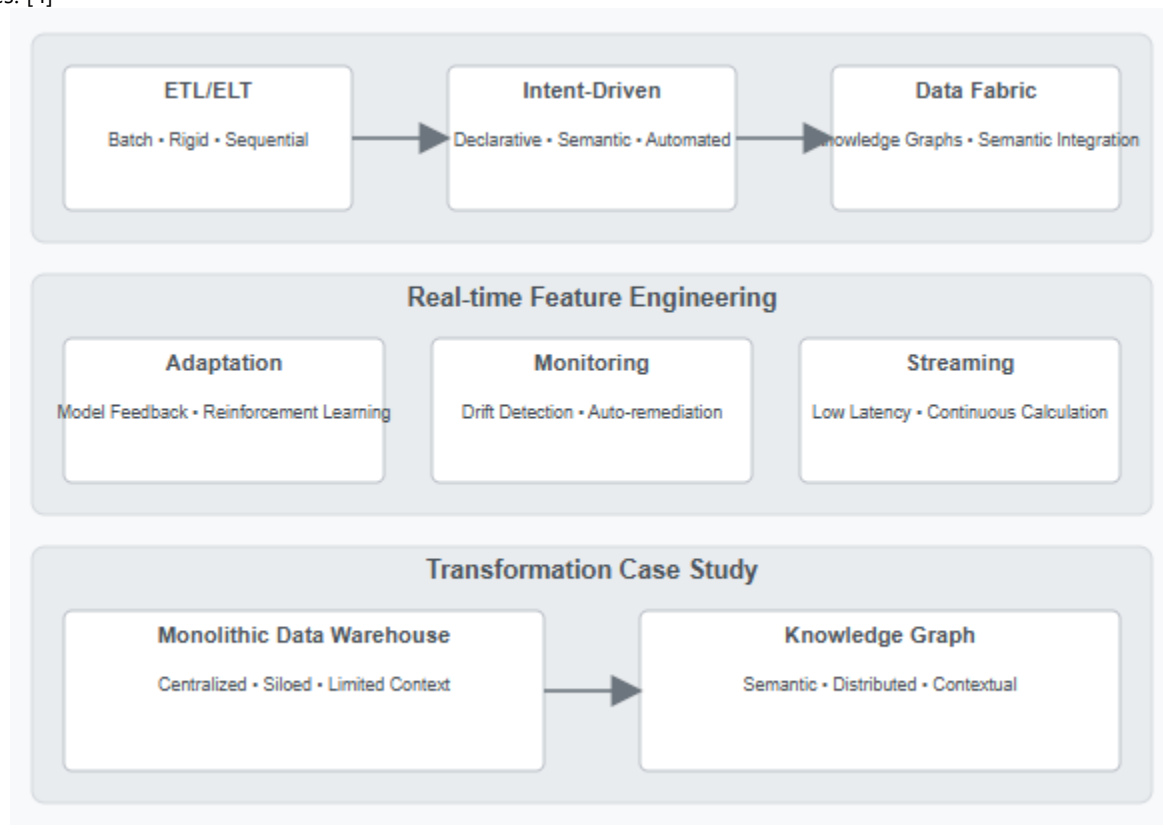 ETL/ELT
Batch • Rigid • Sequential
Intent-Driven
Declarative • Semantic • Automated
Data Fabric
nowledge Graphs • Semantic Integration
Real-time Feature Engineering
Adaptation
Model Feedback • Reinforcement Learning
Monitoring
Drift Detection • Auto-remediation
Streaming
Low Latency • Continuous Calculation
Transformation Case Study
Monolithic Data Warehouse
Centralized • Siloed • Limited Context
Knowledge Graph
Semantic • Distributed • Contextual